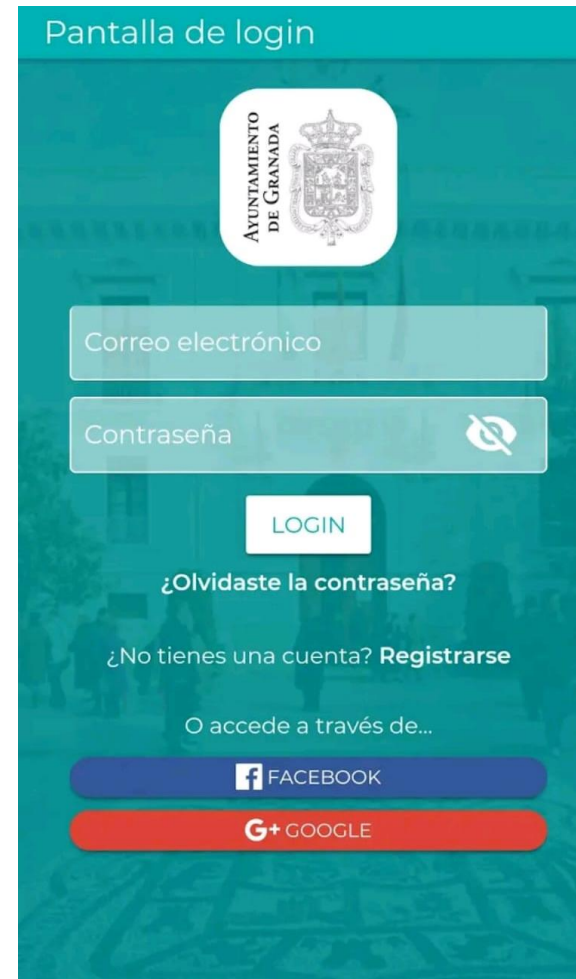 Pantalla de login
AYUNTAMIENTO
DE GRANADA
Correo electrónico
Contraseña
LOGIN
¿Olvidaste la contraseña?
¿No tienes una cuenta? Registrarse
O accede a través de...
f FACEBOOK
G+ GOOGLE